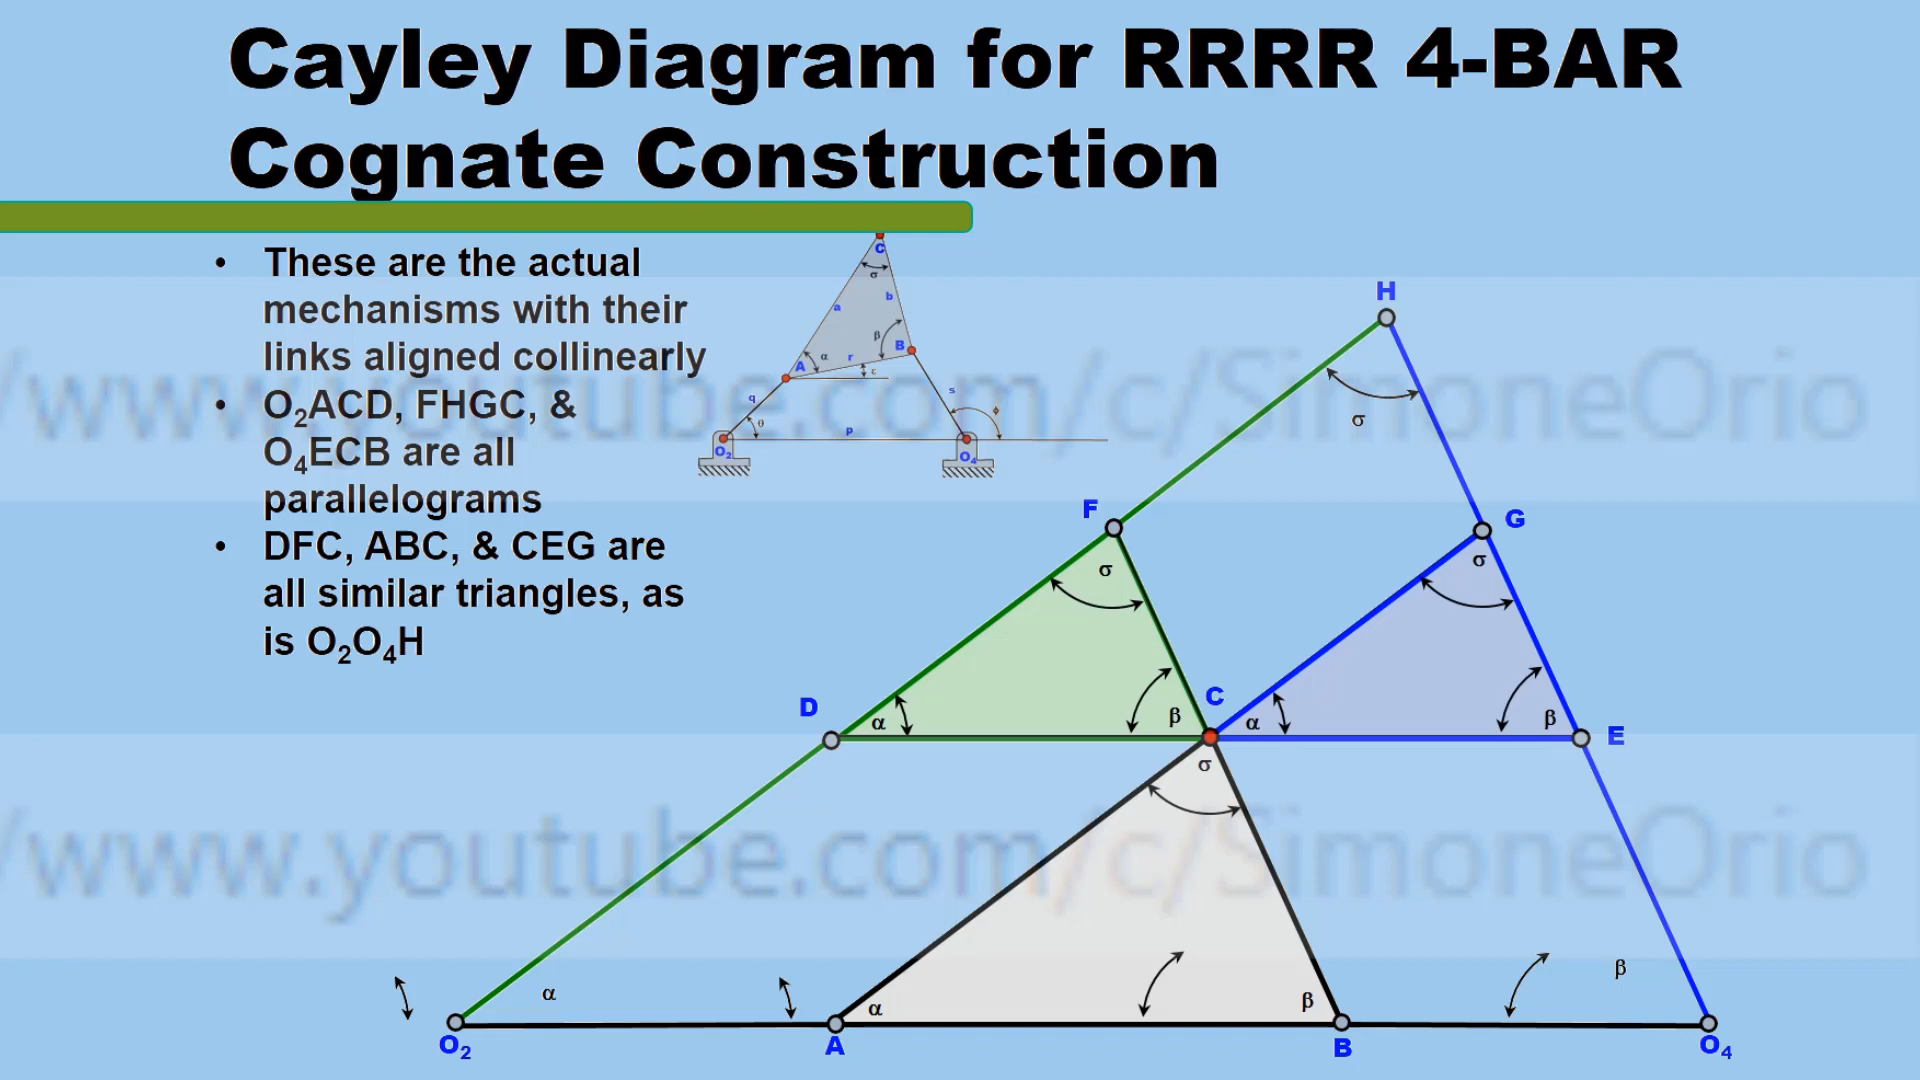 Cayley Diagram for RRRR 4-BAR
Cognate Construction
• These are the actual
mechanisms with their
links aligned collinearly
• O₂ACD, FHGC, &
O₄ECB are all
parallelograms
• DFC, ABC, & CEG are
all similar triangles, as
is O₂O₄H
C
σ
a
b
β
B
A
α
r
ε
q
θ
s
ϕ
p
O₂
O₄
/www.youtube.com/c/SimoneOrio
H
σ
F
G
σ
σ
D
C
α
β
α
β
E
σ
/www.youtube.com/c/SimoneOrio
α
α
β
β
O₂
A
B
O₄